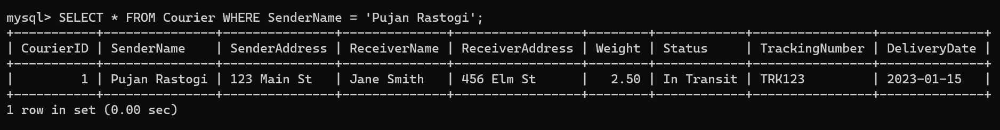 mysql> SELECT * FROM Courier WHERE SenderName = 'Pujan Rastogi';
+-----------+---------------+---------------+--------------+-----------------+--------+------------+----------------+--------------+
| CourierID | SenderName    | SenderAddress | ReceiverName | ReceiverAddress | Weight | Status     | TrackingNumber | DeliveryDate |
+-----------+---------------+---------------+--------------+-----------------+--------+------------+----------------+--------------+
|         1 | Pujan Rastogi | 123 Main St   | Jane Smith   | 456 Elm St      |   2.50 | In Transit | TRK123         | 2023-01-15   |
+-----------+---------------+---------------+--------------+-----------------+--------+------------+----------------+--------------+
1 row in set (0.00 sec)